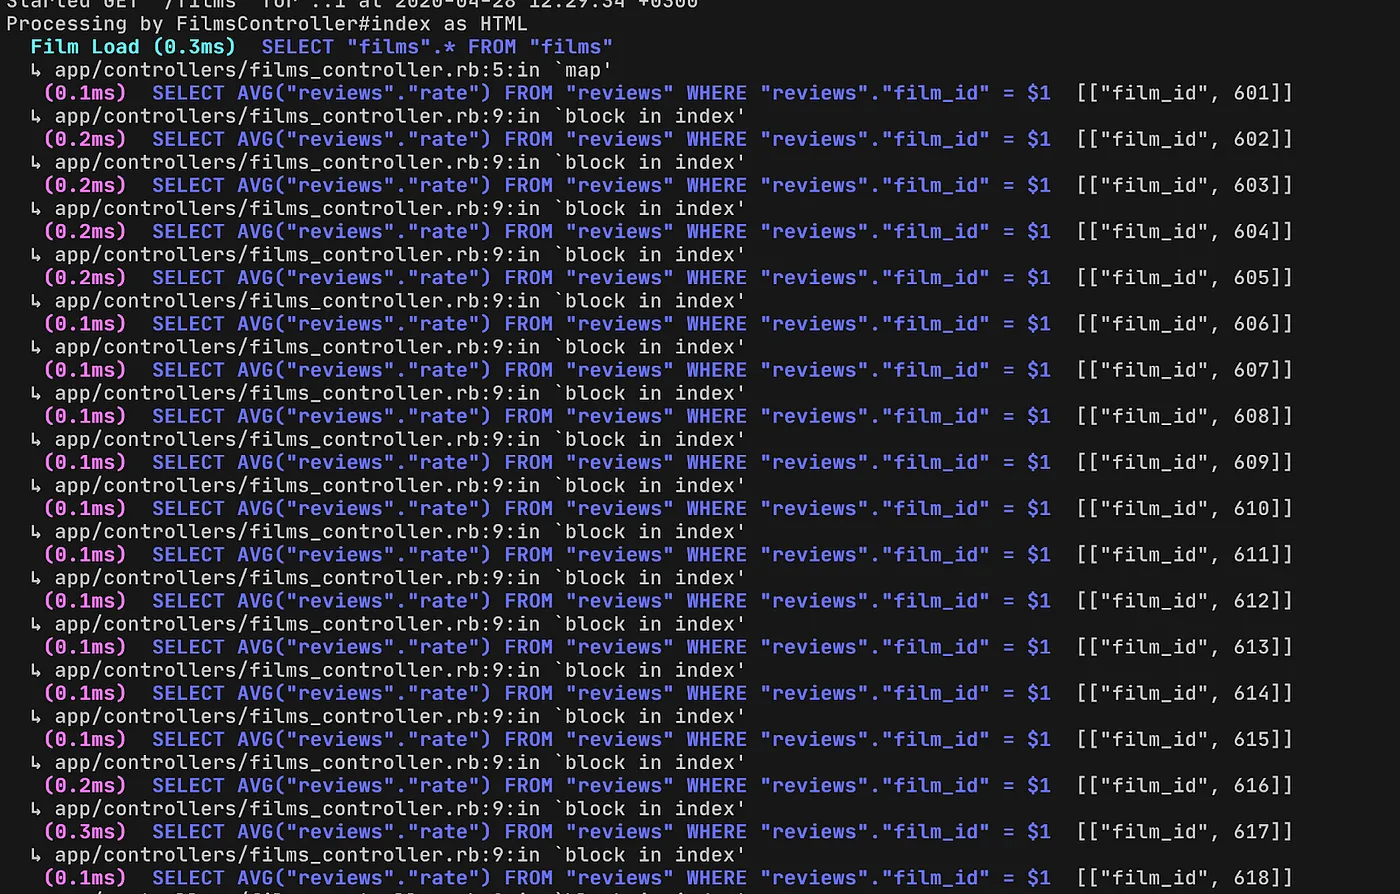 Started GET "/films" for ::1 at 2020-04-28 12:29:34 +0300
Processing by FilmsController#index as HTML
Film Load (0.3ms) SELECT "films".* FROM "films"
↳ app/controllers/films_controller.rb:5:in `map'
(0.1ms) SELECT AVG("reviews"."rate") FROM "reviews" WHERE "reviews"."film_id" = $1 [["film_id", 601]]
↳ app/controllers/films_controller.rb:9:in `block in index'
(0.2ms) SELECT AVG("reviews"."rate") FROM "reviews" WHERE "reviews"."film_id" = $1 [["film_id", 602]]
↳ app/controllers/films_controller.rb:9:in `block in index'
(0.2ms) SELECT AVG("reviews"."rate") FROM "reviews" WHERE "reviews"."film_id" = $1 [["film_id", 603]]
↳ app/controllers/films_controller.rb:9:in `block in index'
(0.2ms) SELECT AVG("reviews"."rate") FROM "reviews" WHERE "reviews"."film_id" = $1 [["film_id", 604]]
↳ app/controllers/films_controller.rb:9:in `block in index'
(0.2ms) SELECT AVG("reviews"."rate") FROM "reviews" WHERE "reviews"."film_id" = $1 [["film_id", 605]]
↳ app/controllers/films_controller.rb:9:in `block in index'
(0.1ms) SELECT AVG("reviews"."rate") FROM "reviews" WHERE "reviews"."film_id" = $1 [["film_id", 606]]
↳ app/controllers/films_controller.rb:9:in `block in index'
(0.1ms) SELECT AVG("reviews"."rate") FROM "reviews" WHERE "reviews"."film_id" = $1 [["film_id", 607]]
↳ app/controllers/films_controller.rb:9:in `block in index'
(0.1ms) SELECT AVG("reviews"."rate") FROM "reviews" WHERE "reviews"."film_id" = $1 [["film_id", 608]]
↳ app/controllers/films_controller.rb:9:in `block in index'
(0.1ms) SELECT AVG("reviews"."rate") FROM "reviews" WHERE "reviews"."film_id" = $1 [["film_id", 609]]
↳ app/controllers/films_controller.rb:9:in `block in index'
(0.1ms) SELECT AVG("reviews"."rate") FROM "reviews" WHERE "reviews"."film_id" = $1 [["film_id", 610]]
↳ app/controllers/films_controller.rb:9:in `block in index'
(0.1ms) SELECT AVG("reviews"."rate") FROM "reviews" WHERE "reviews"."film_id" = $1 [["film_id", 611]]
↳ app/controllers/films_controller.rb:9:in `block in index'
(0.1ms) SELECT AVG("reviews"."rate") FROM "reviews" WHERE "reviews"."film_id" = $1 [["film_id", 612]]
↳ app/controllers/films_controller.rb:9:in `block in index'
(0.1ms) SELECT AVG("reviews"."rate") FROM "reviews" WHERE "reviews"."film_id" = $1 [["film_id", 613]]
↳ app/controllers/films_controller.rb:9:in `block in index'
(0.1ms) SELECT AVG("reviews"."rate") FROM "reviews" WHERE "reviews"."film_id" = $1 [["film_id", 614]]
↳ app/controllers/films_controller.rb:9:in `block in index'
(0.1ms) SELECT AVG("reviews"."rate") FROM "reviews" WHERE "reviews"."film_id" = $1 [["film_id", 615]]
↳ app/controllers/films_controller.rb:9:in `block in index'
(0.2ms) SELECT AVG("reviews"."rate") FROM "reviews" WHERE "reviews"."film_id" = $1 [["film_id", 616]]
↳ app/controllers/films_controller.rb:9:in `block in index'
(0.3ms) SELECT AVG("reviews"."rate") FROM "reviews" WHERE "reviews"."film_id" = $1 [["film_id", 617]]
↳ app/controllers/films_controller.rb:9:in `block in index'
(0.1ms) SELECT AVG("reviews"."rate") FROM "reviews" WHERE "reviews"."film_id" = $1 [["film_id", 618]]